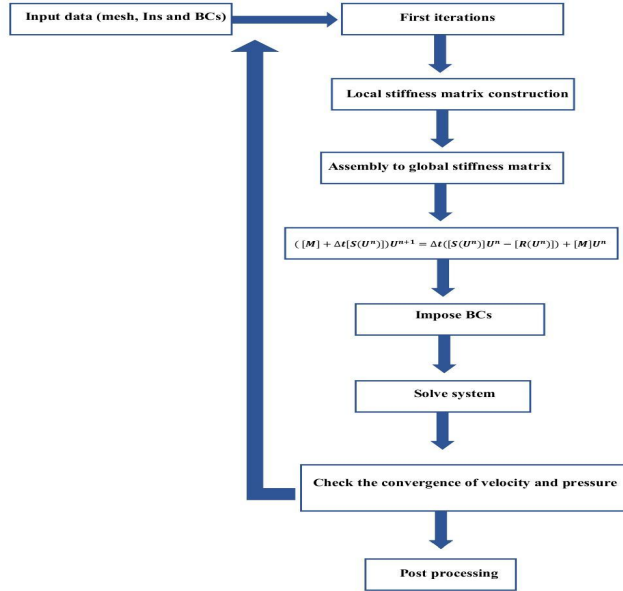 Input data (mesh, Ins and BCs)
First iterations
Local stiffness matrix construction
Assembly to global stiffness matrix
([M] + Δt[S(Uⁿ)])Uⁿ⁺¹ = Δt([S(Uⁿ)]Uⁿ − [R(Uⁿ)]) + [M]Uⁿ
Impose BCs
Solve system
Check the convergence of velocity and pressure
Post processing